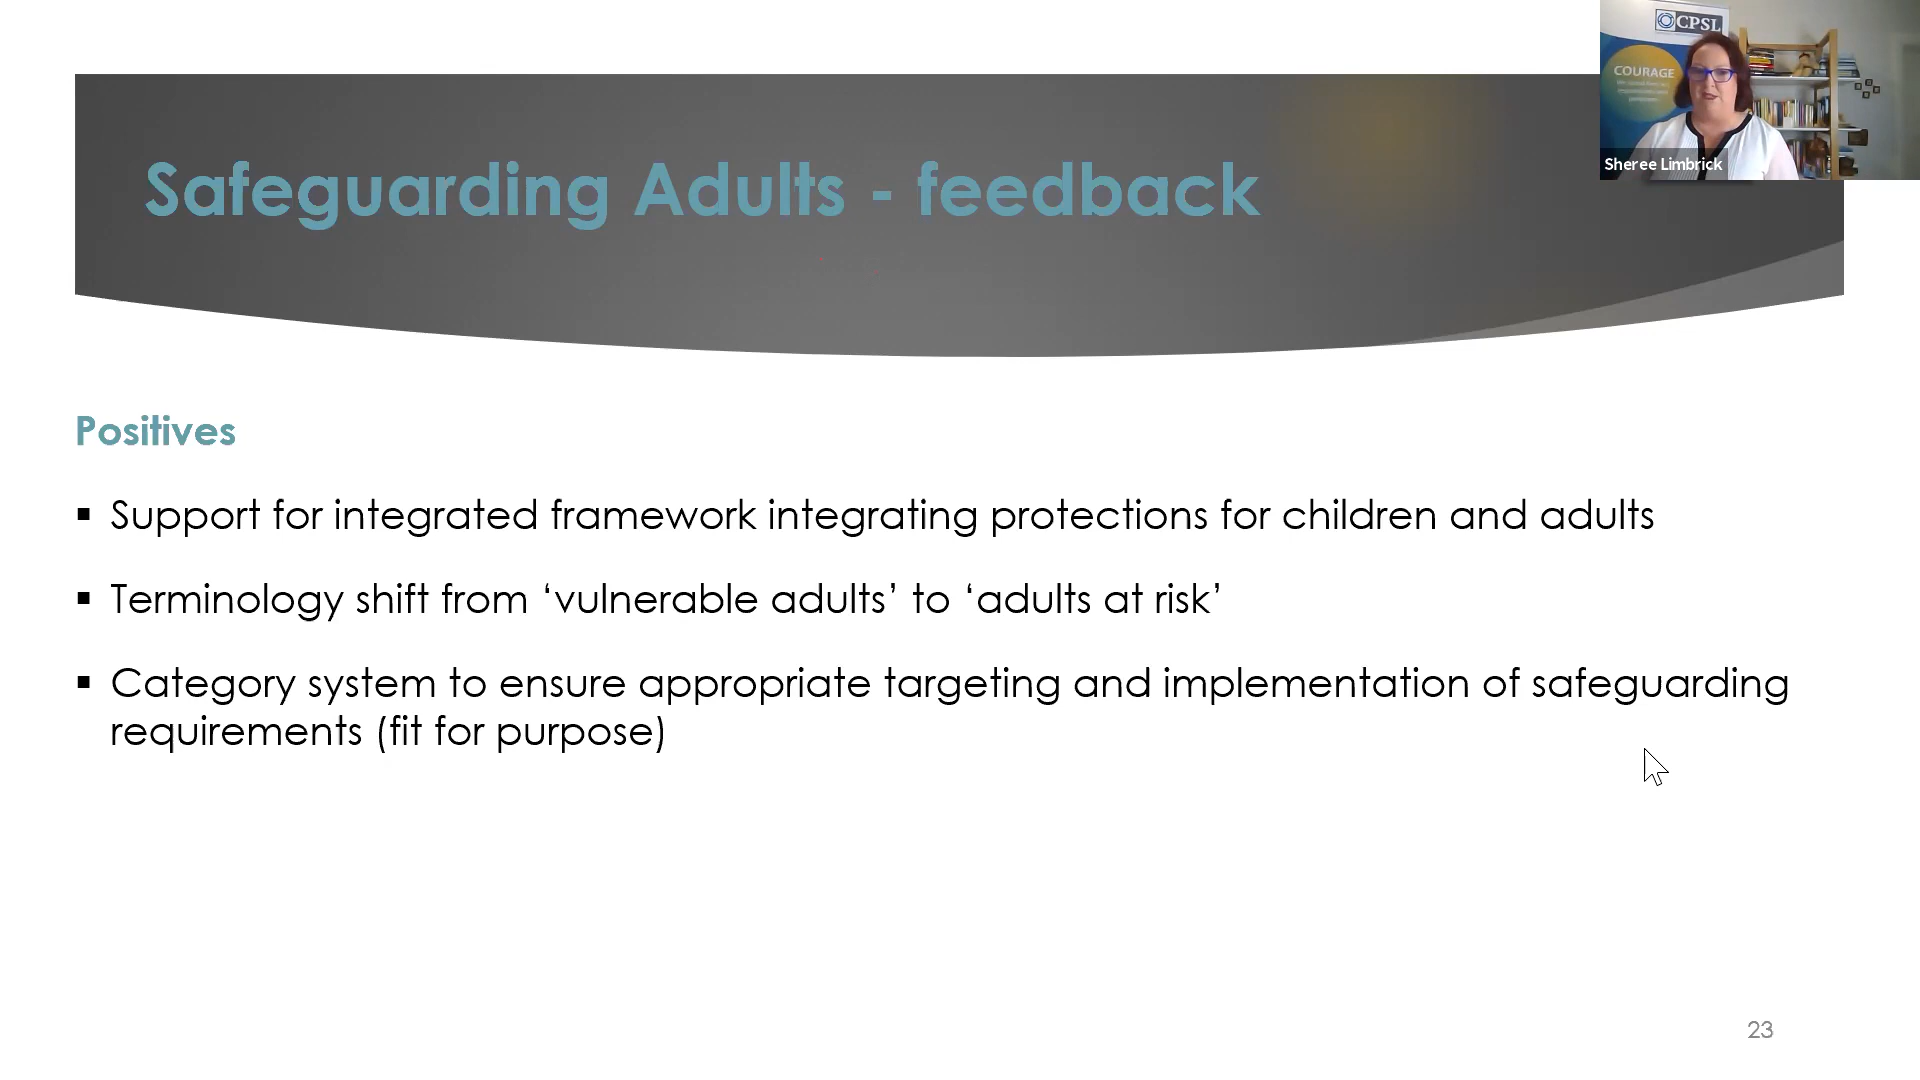 CPSL
COURAGE
Sheree Limbrick
Safeguarding Adults - feedback
Positives
▪ Support for integrated framework integrating protections for children and adults
▪ Terminology shift from ‘vulnerable adults’ to ‘adults at risk’
▪ Category system to ensure appropriate targeting and implementation of safeguarding
requirements (fit for purpose)
23